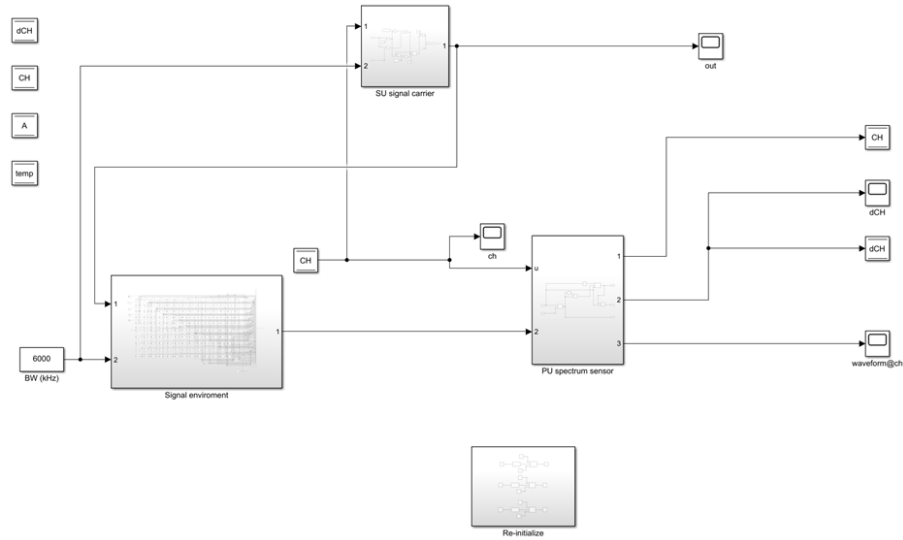 dCH
CH
A
temp
1
2
1
SU signal carrier
out
CH
dCH
dCH
CH
ch
u
2
1
2
3
PU spectrum sensor
waveform@ch
1
2
1
Signal enviroment
6000
BW (kHz)
Re-initialize